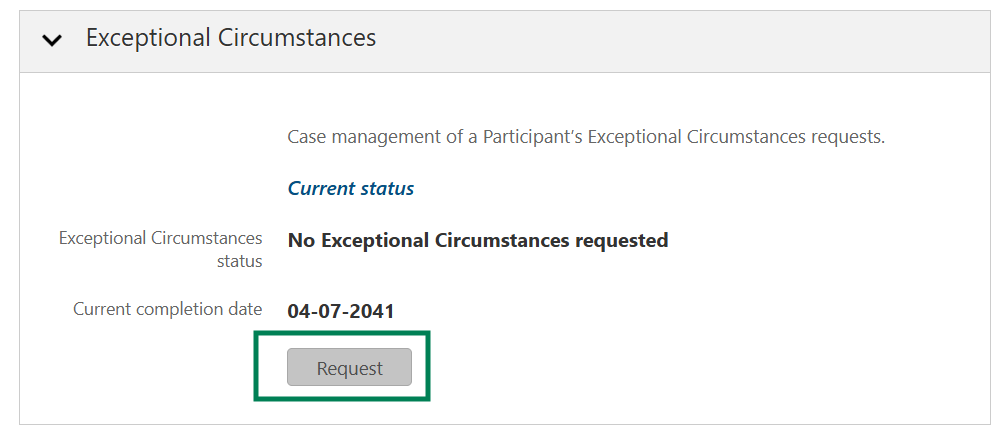 Exceptional Circumstances
Case management of a Participant’s Exceptional Circumstances requests.
Current status
Exceptional Circumstances status
No Exceptional Circumstances requested
Current completion date
04-07-2041
Request